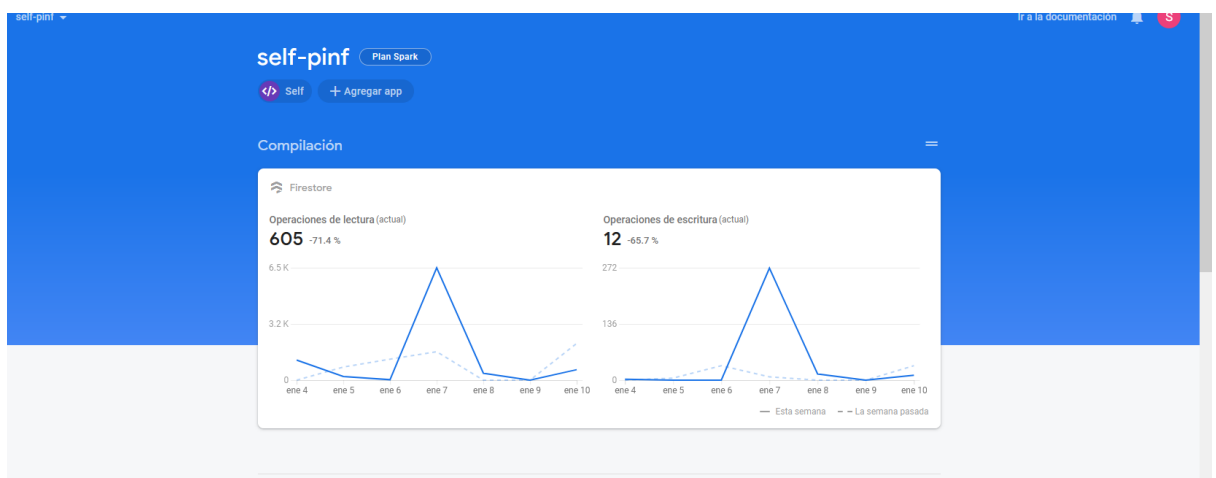 self-pinf
Ir a la documentación
S
self-pinf Plan Spark
</> Self + Agregar app
Compilación
Firestore
Operaciones de lectura (actual)
605 -71.4 %
6.5 K
3.2 K
0
ene 4 ene 5 ene 6 ene 7 ene 8 ene 9 ene 10
Operaciones de escritura (actual)
12 -65.7 %
272
136
0
ene 4 ene 5 ene 6 ene 7 ene 8 ene 9 ene 10
Esta semana La semana pasada